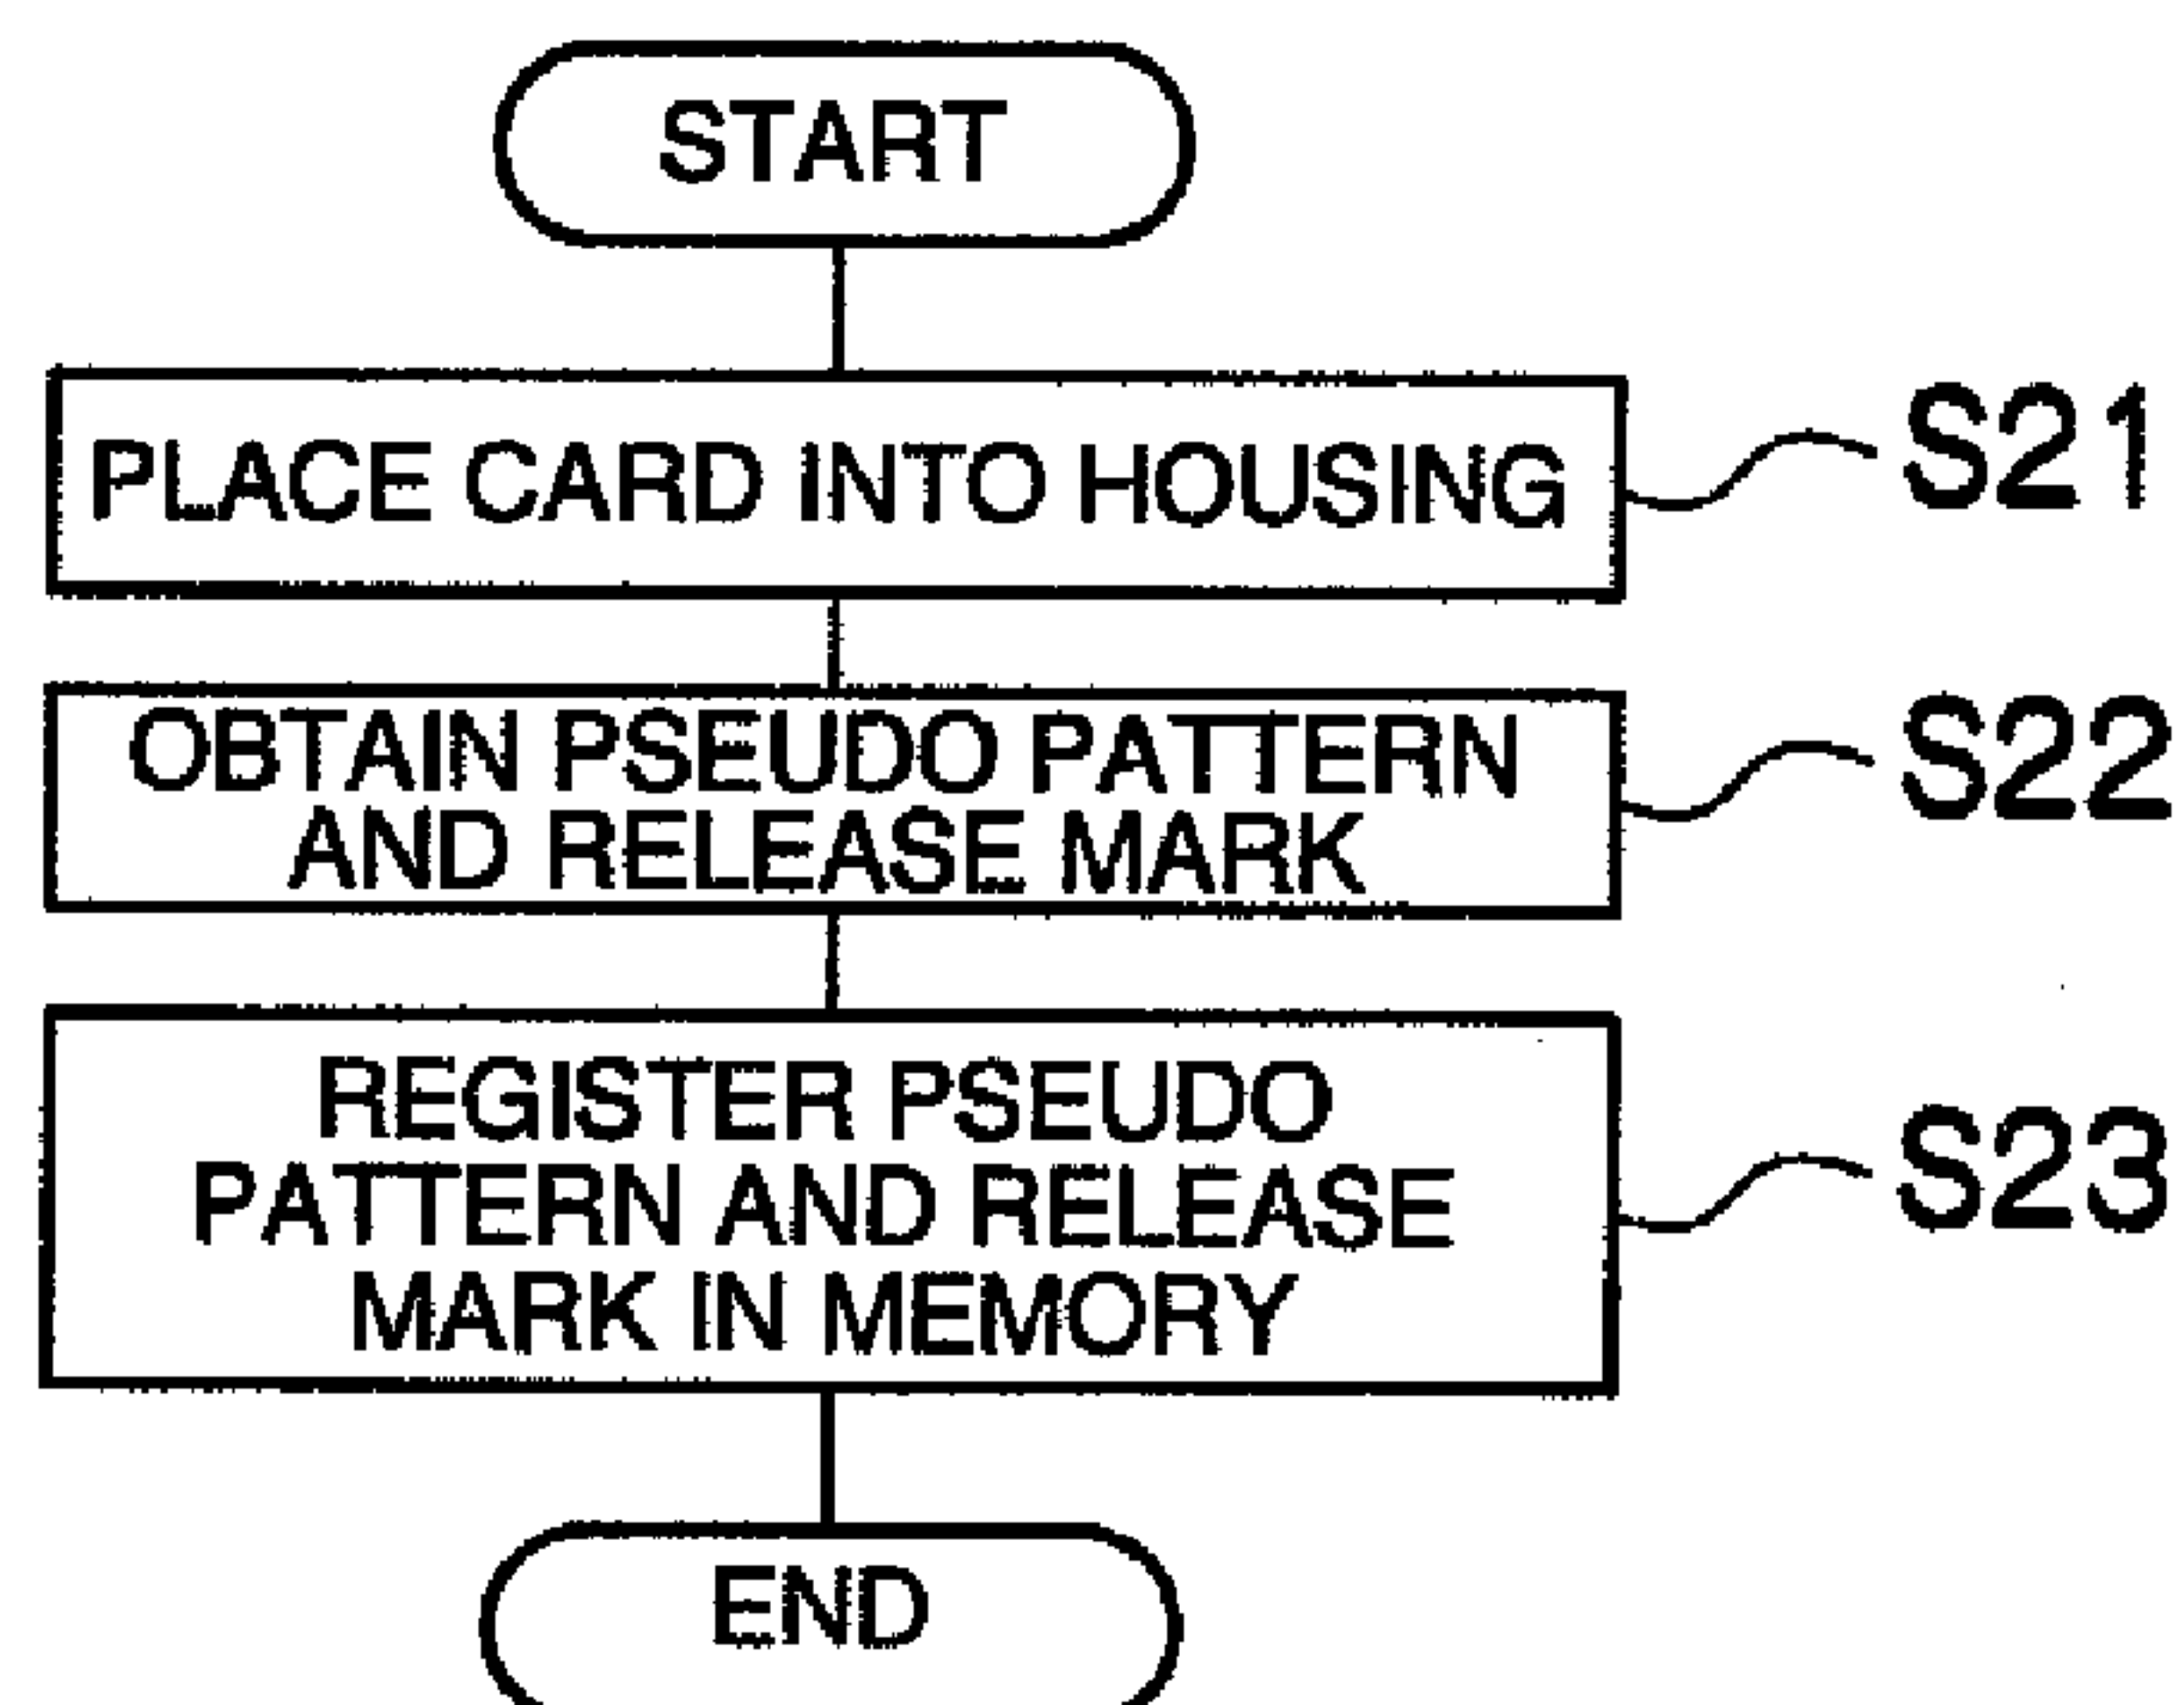 START
PLACE CARD INTO HOUSING
S21
OBTAIN PSEUDO PATTERN
AND RELEASE MARK
S22
REGISTER PSEUDO
PATTERN AND RELEASE
MARK IN MEMORY
S23
END